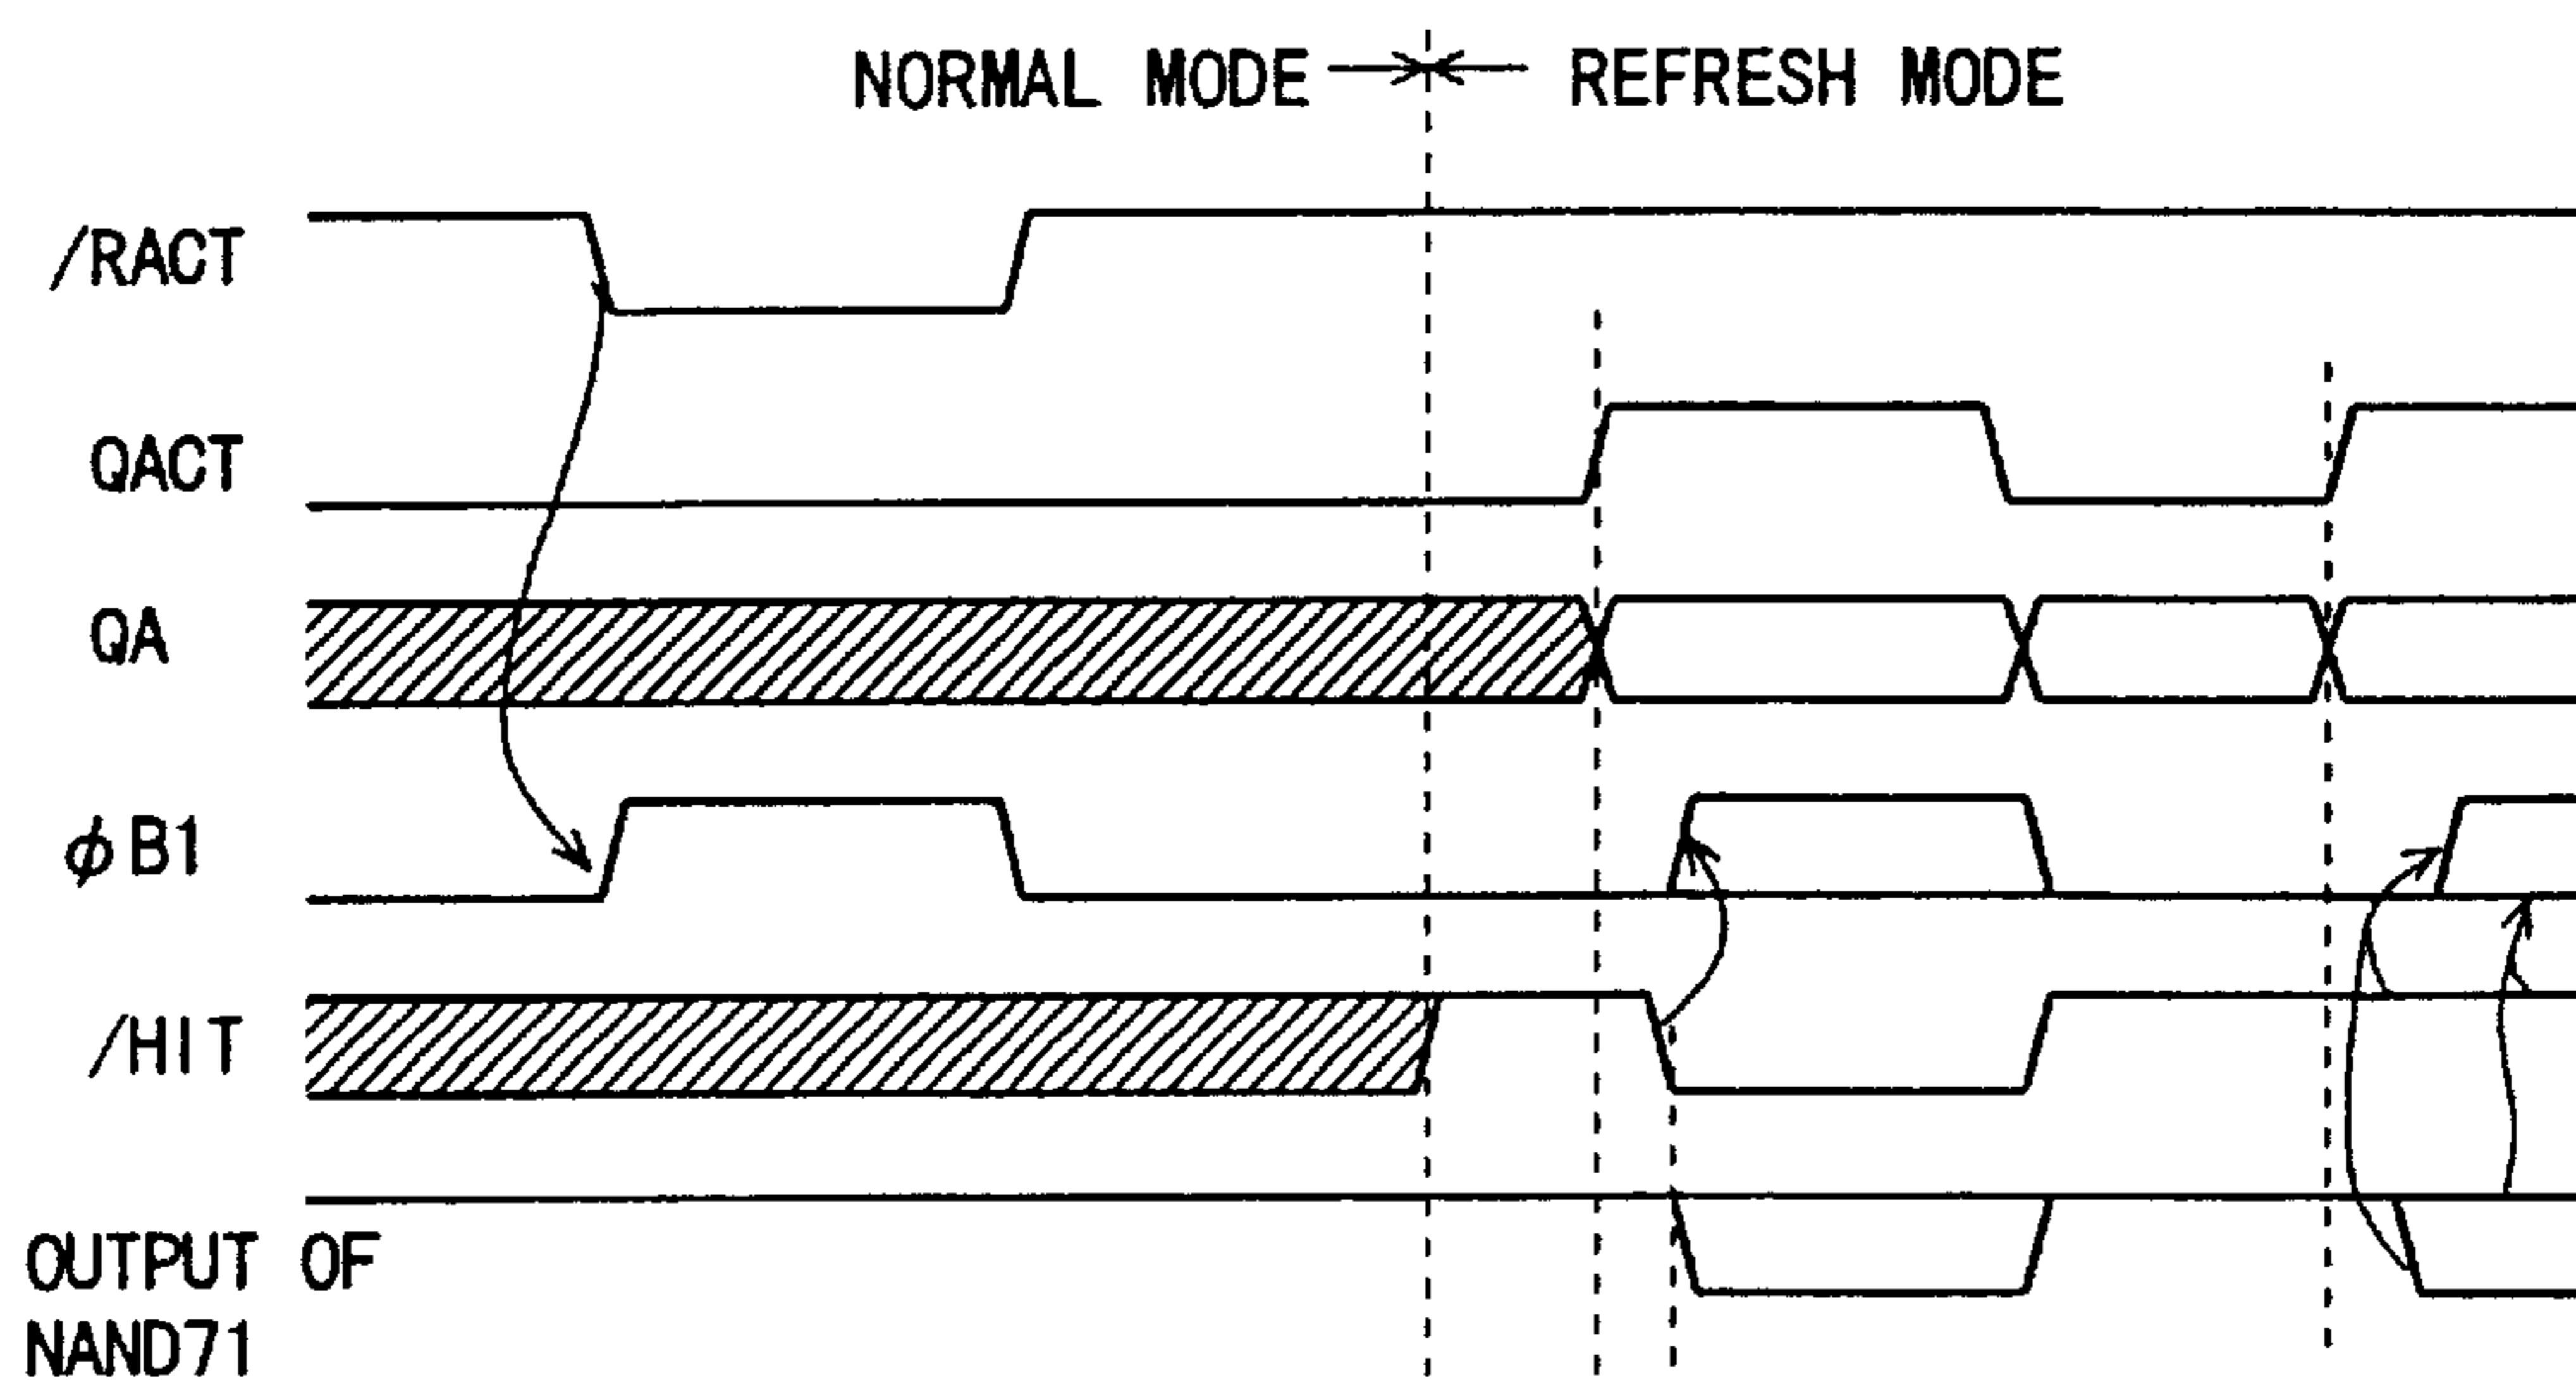 NORMAL MODE
REFRESH MODE
/RACT
QACT
QA
φB1
/HIT
OUTPUT OF
NAND71